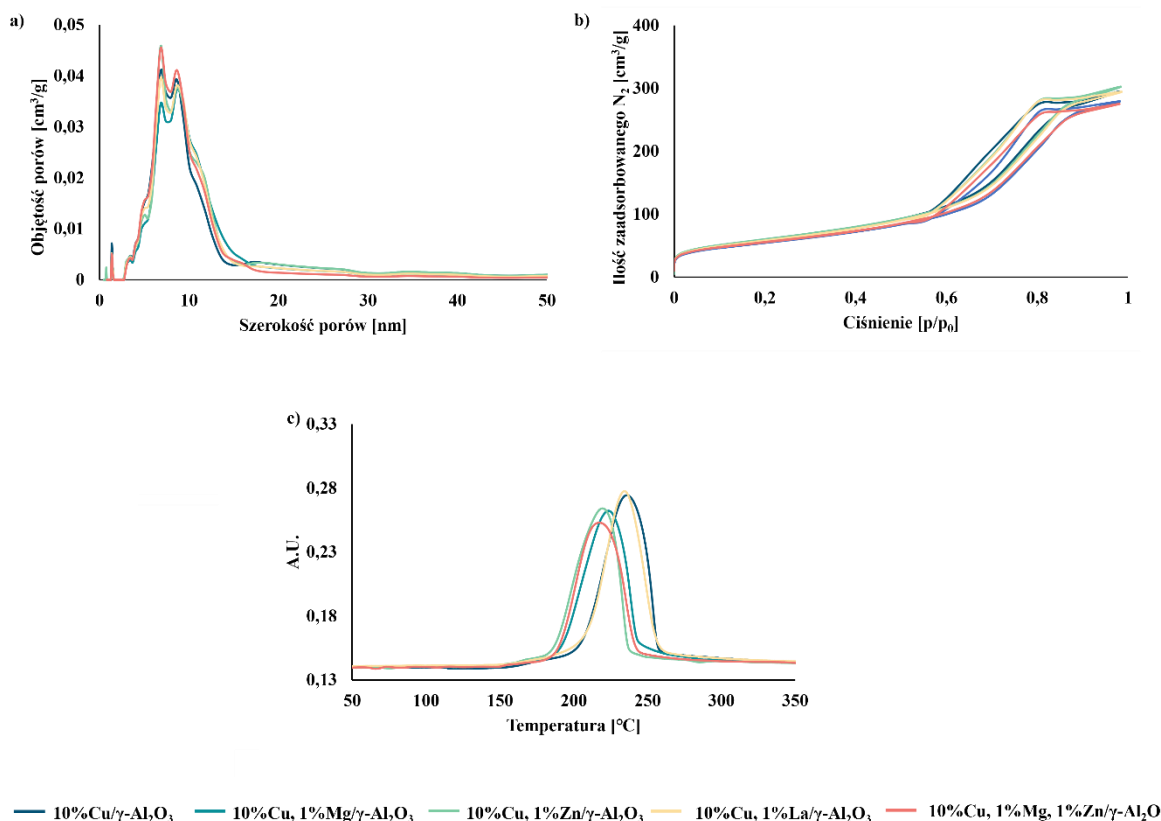 a)
Objętość porów [cm³/g]
0,05
0,04
0,03
0,02
0,01
0
0 10 20 30 40 50
Szerokość porów [nm]
b)
Ilość zaadsorbowanego N₂ [cm³/g]
400
300
200
100
0
0 0,2 0,4 0,6 0,8 1
Ciśnienie [p/p₀]
c)
A.U.
0,33
0,28
0,23
0,18
0,13
50 100 150 200 250 300 350
Temperatura [°C]
10%Cu/γ-Al₂O₃ 10%Cu, 1%Mg/γ-Al₂O₃ 10%Cu, 1%Zn/γ-Al₂O₃ 10%Cu, 1%La/γ-Al₂O₃ 10%Cu, 1%Mg, 1%Zn/γ-Al₂O